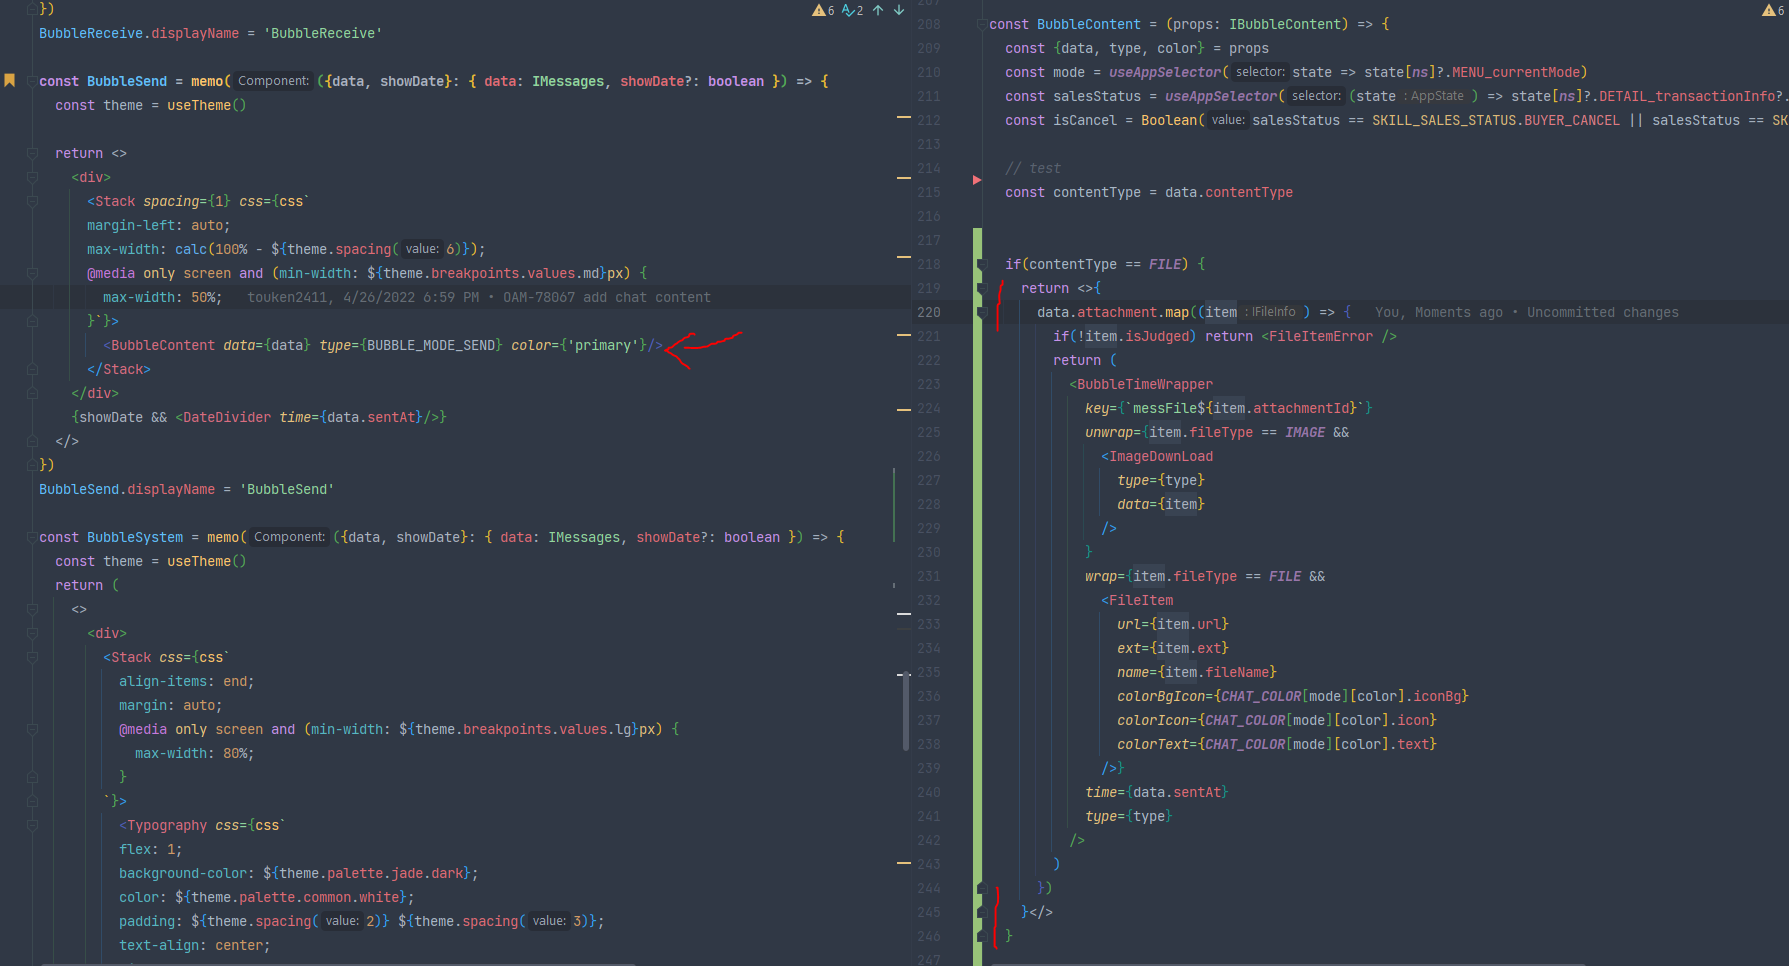 })
BubbleReceive.displayName = 'BubbleReceive'
const BubbleSend = memo( Component: ({data, showDate}: { data: IMessages, showDate?: boolean }) => {
const theme = useTheme()
return <>
<div>
<Stack spacing={1} css={css`
margin-left: auto;
max-width: calc(100% - ${theme.spacing( value: 6)});
@media only screen and (min-width: ${theme.breakpoints.values.md}px) {
max-width: 50%; touken2411, 4/26/2022 6:59 PM • OAM-78067 add chat content
}`}>
<BubbleContent data={data} type={BUBBLE_MODE_SEND} color={'primary'}/>
</Stack>
</div>
{showDate && <DateDivider time={data.sentAt}/>}
</>
})
BubbleSend.displayName = 'BubbleSend'
const BubbleSystem = memo( Component: ({data, showDate}: { data: IMessages, showDate?: boolean }) => {
const theme = useTheme()
return (
<>
<div>
<Stack css={css`
align-items: end;
margin: auto;
@media only screen and (min-width: ${theme.breakpoints.values.lg}px) {
max-width: 80%;
}
`}>
<Typography css={css`
flex: 1;
background-color: ${theme.palette.jade.dark};
color: ${theme.palette.common.white};
padding: ${theme.spacing( value: 2)} ${theme.spacing( value: 3)};
text-align: center;
6 2
6
208 const BubbleContent = (props: IBubbleContent) => {
209 const {data, type, color} = props
210 const mode = useAppSelector( selector: state => state[ns]?.MENU_currentMode)
211 const salesStatus = useAppSelector( selector: (state : AppState ) => state[ns]?.DETAIL_transactionInfo?.
212 const isCancel = Boolean( value: salesStatus == SKILL_SALES_STATUS.BUYER_CANCEL || salesStatus == SK
213
214 // test
215 const contentType = data.contentType
216
217
218 if(contentType == FILE) {
219 return <>{
220 data.attachment.map((item : IFileInfo ) => { You, Moments ago • Uncommitted changes
221 if(!item.isJudged) return <FileItemError />
222 return (
223 <BubbleTimeWrapper
224 key={`messFile${item.attachmentId}`}
225 unwrap={item.fileType == IMAGE &&
226 <ImageDownLoad
227 type={type}
228 data={item}
229 />
230 }
231 wrap={item.fileType == FILE &&
232 <FileItem
233 url={item.url}
234 ext={item.ext}
235 name={item.fileName}
236 colorBgIcon={CHAT_COLOR[mode][color].iconBg}
237 colorIcon={CHAT_COLOR[mode][color].icon}
238 colorText={CHAT_COLOR[mode][color].text}
239 />}
240 time={data.sentAt}
241 type={type}
242 />
243 )
244 })
245 }</>
246 }
247